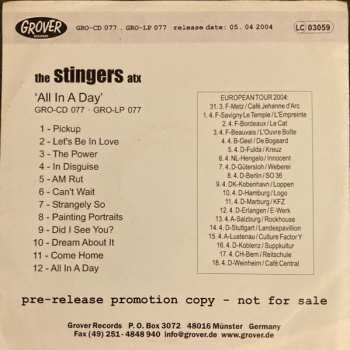 GROVER
RECORDS
GRO-CD 077 . GRO-LP 077 release date: 05. 04 2004
LC 03059
the stingers atx
'All In A Day'
GRO-CD 077 · GRO-LP 077
1 - Pickup
2 - Let's Be In Love
3 - The Power
4 - In Disguise
5 - AM Rut
6 - Can't Wait
7 - Strangely So
8 - Painting Portraits
9 - Did I See You?
10 - Dream About It
11 - Come Home
12 - All In A Day
EUROPEAN TOUR 2004:
31. 3. F-Metz / Café Jehanne d'Arc
1. 4. F-Savigny Le Temple / L'Empreinte
2. 4. F-Bordeaux / Le Cat
3. 4. F-Beauvais / L'Ouvre Boîte
4. 4. B-Geel / De Bogaard
5. 4. D-Fulda / Kreuz
6. 4. NL-Hengelo / Innocent
7. 4. D-Gütersloh / Weberei
8. 4. D-Berlin / SO 36
9. 4. DK-København / Loppen
10. 4. D-Hamburg / Logo
11. 4. D-Marburg / KFZ
12. 4. D-Erlangen / E-Werk
13. 4. A-Salzburg / Rockhouse
14. 4. D-Stuttgart / Landespavillion
15. 4. A-Lustenau / Culture Factor Y
16. 4. D-Koblenz / Suppkultur
17. 4. CH-Bern / Reitschule
18. 4. D-Weinheim / Café Central
pre-release promotion copy - not for sale
Grover Records P.O. Box 3072 48016 Münster Germany
Fax (49) 251 - 4848 940 info@grover.de www.grover.de